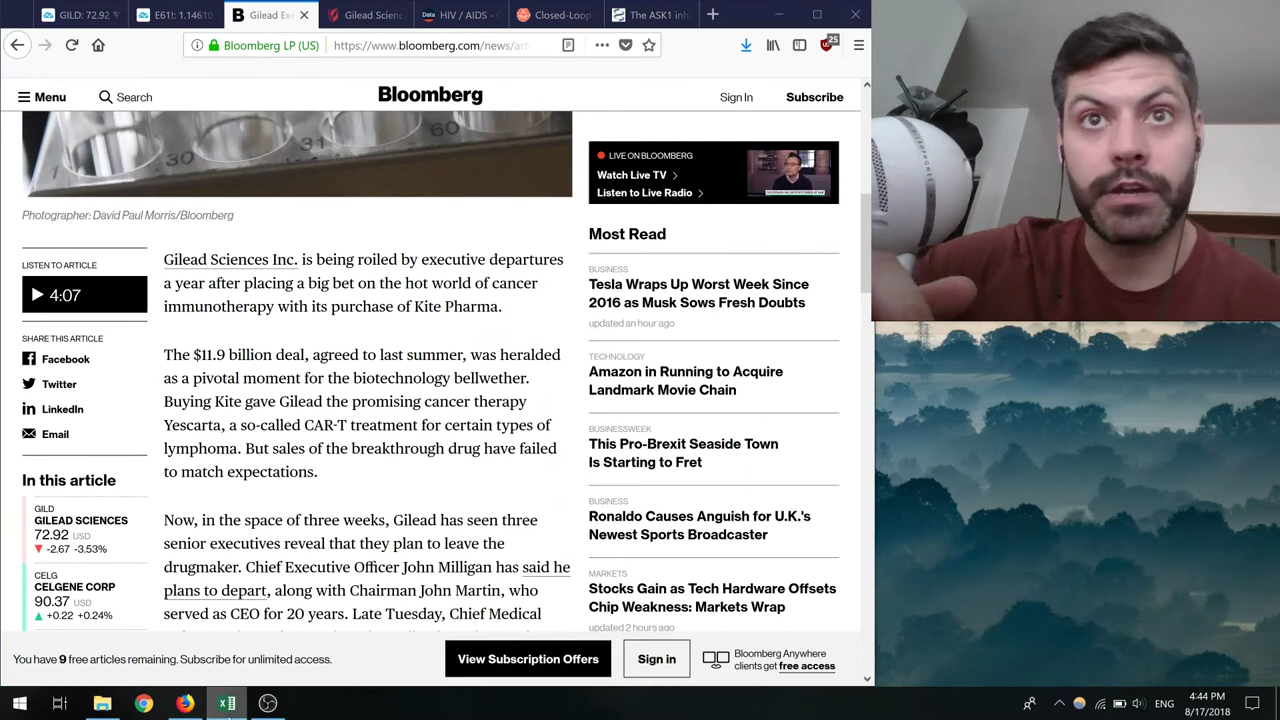 GILD: 72.92
E61!: 1.14610
Gilead Exe
Gilead Scienc
HIV / AIDS - 
Closed-Loop
The ASK1 inh
Bloomberg LP (US)
https://www.bloomberg.com/news/art
25
Menu
Search
Bloomberg
Sign In
Subscribe
30
31
60
Photographer: David Paul Morris/Bloomberg
LISTEN TO ARTICLE
4:07
SHARE THIS ARTICLE
Facebook
Twitter
LinkedIn
Email
In this article
GILD
GILEAD SCIENCES
72.92 USD
-2.67 -3.53%
CELG
CELGENE CORP
90.37 USD
+0.22 +0.24%
Gilead Sciences Inc. is being roiled by executive departures
a year after placing a big bet on the hot world of cancer
immunotherapy with its purchase of Kite Pharma.
The $11.9 billion deal, agreed to last summer, was heralded
as a pivotal moment for the biotechnology bellwether.
Buying Kite gave Gilead the promising cancer therapy
Yescarta, a so-called CAR-T treatment for certain types of
lymphoma. But sales of the breakthrough drug have failed
to match expectations.
Now, in the space of three weeks, Gilead has seen three
senior executives reveal that they plan to leave the
drugmaker. Chief Executive Officer John Milligan has said he
plans to depart, along with Chairman John Martin, who
served as CEO for 20 years. Late Tuesday, Chief Medical
LIVE ON BLOOMBERG
Watch Live TV
Listen to Live Radio
Most Read
BUSINESS
Tesla Wraps Up Worst Week Since
2016 as Musk Sows Fresh Doubts
updated an hour ago
TECHNOLOGY
Amazon in Running to Acquire
Landmark Movie Chain
BUSINESSWEEK
This Pro-Brexit Seaside Town
Is Starting to Fret
BUSINESS
Ronaldo Causes Anguish for U.K.'s
Newest Sports Broadcaster
MARKETS
Stocks Gain as Tech Hardware Offsets
Chip Weakness: Markets Wrap
updated 2 hours ago
You have 9 free articles remaining. Subscribe for unlimited access.
View Subscription Offers
Sign in
Bloomberg Anywhere
clients get free access
ENG
4:44 PM
8/17/2018